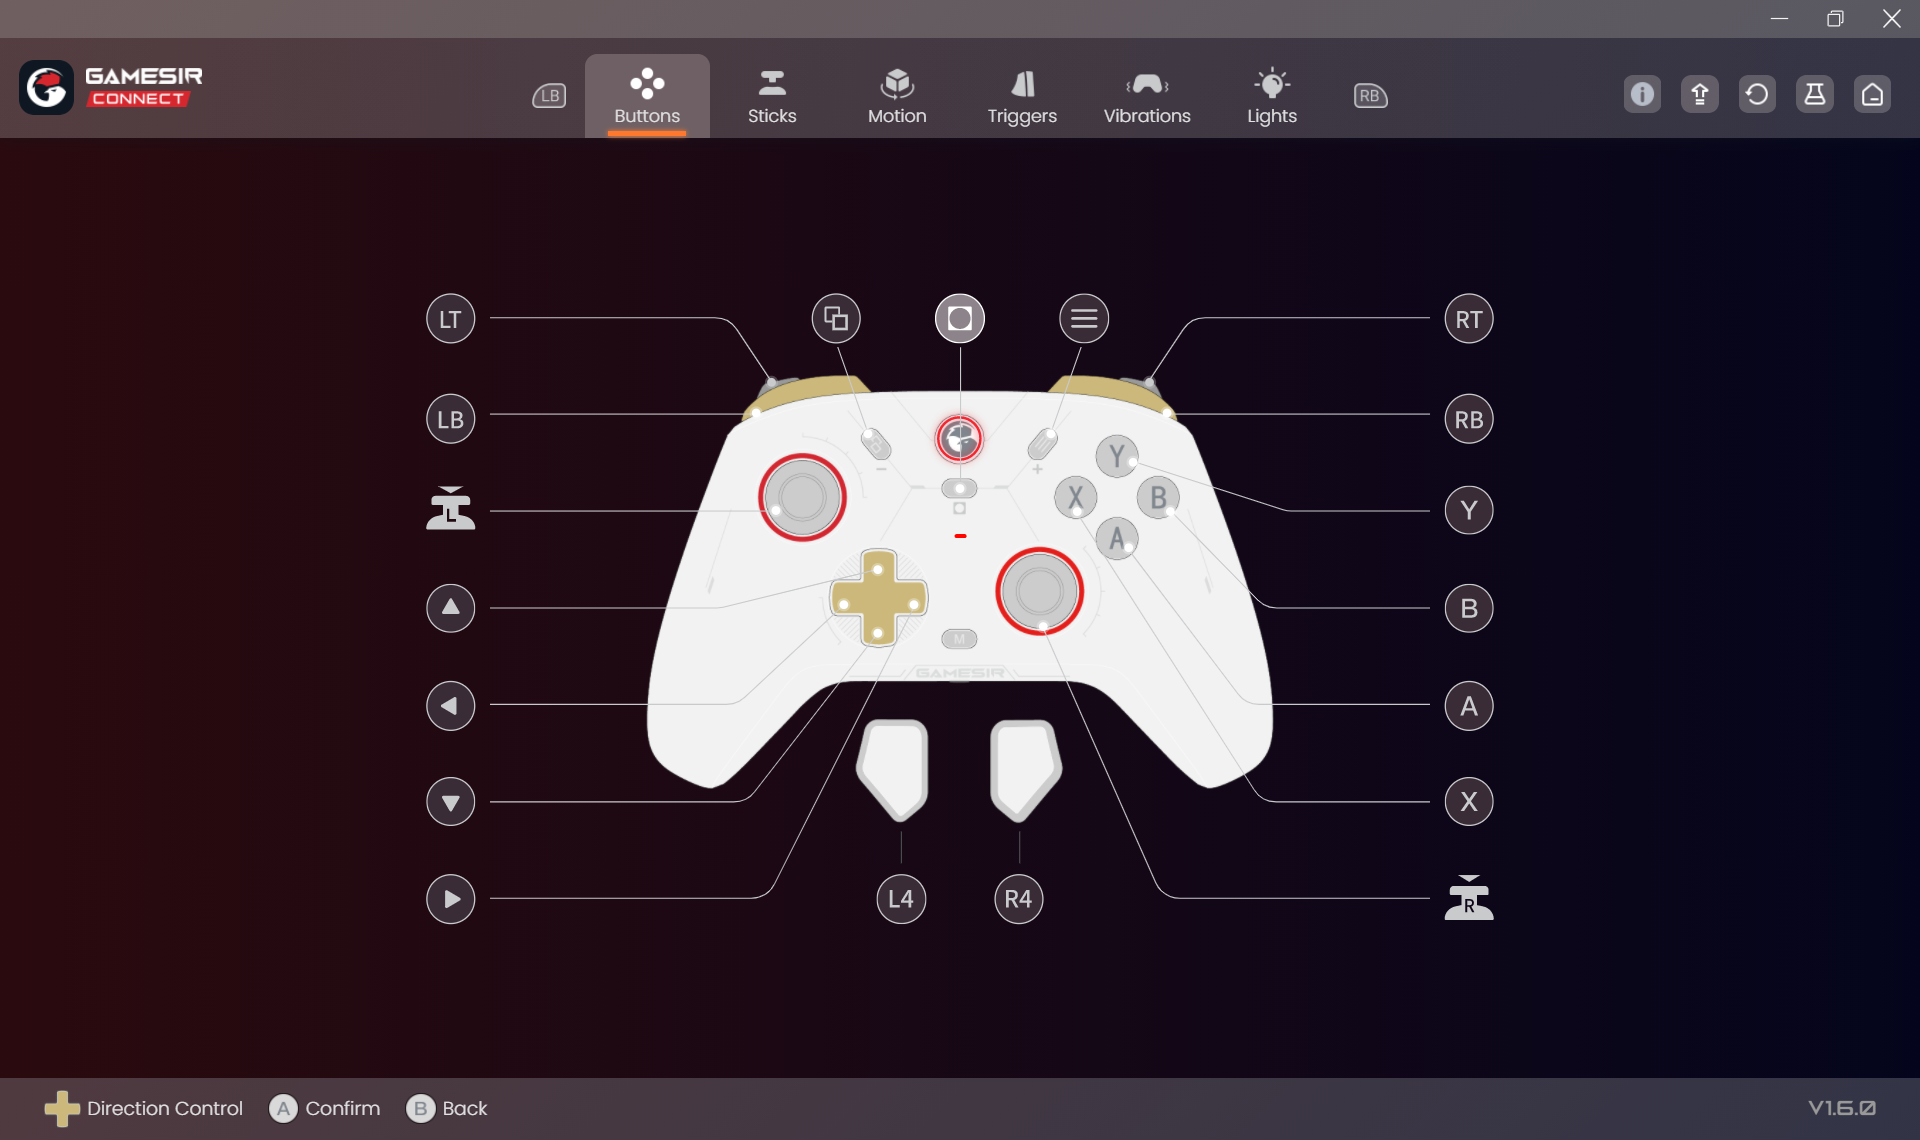 GAMESIR
CONNECT
LB
Buttons
Sticks
Motion
Triggers
Vibrations
Lights
RB
LT
RT
LB
RB
Y
X
B
A
L
Y
B
M
GAMESIR
A
X
L4
R4
R
Direction Control
A Confirm
B Back
V1.6.0